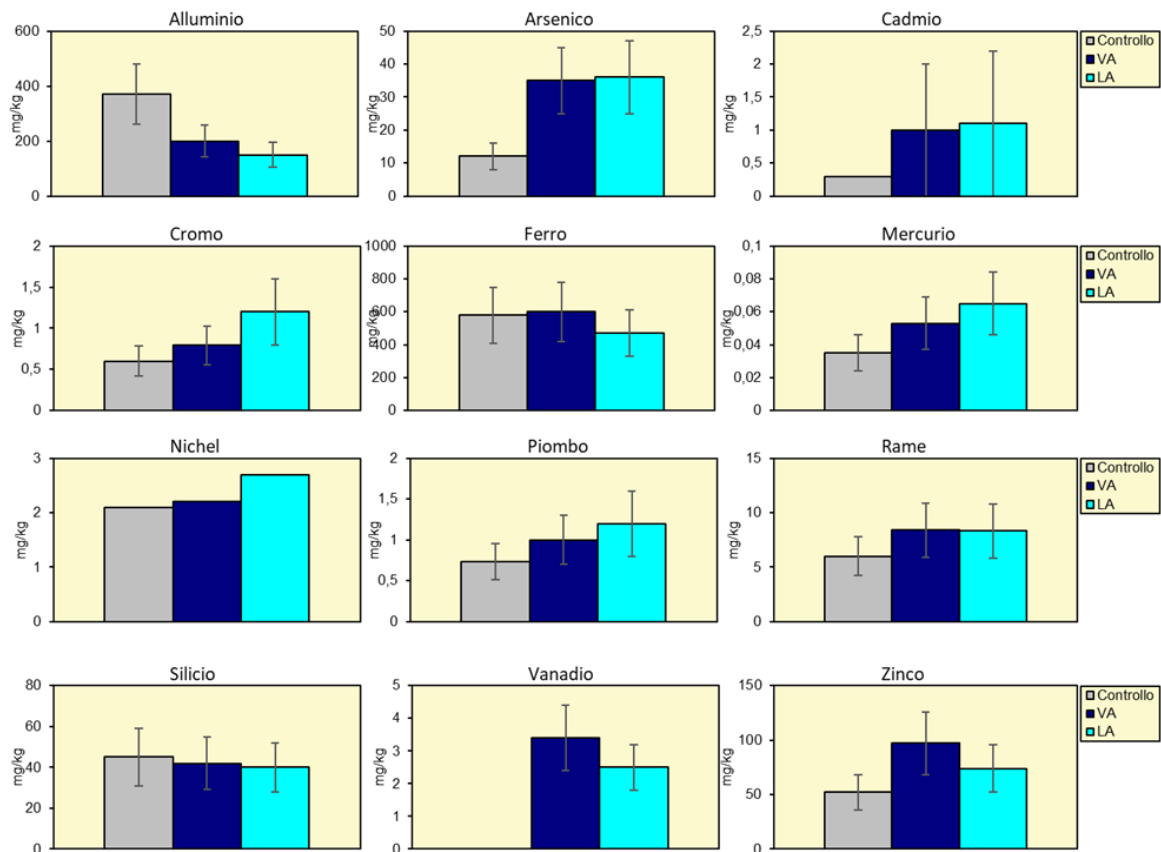 Alluminio
mg/kg
600
400
200
0
Arsenico
mg/kg
50
40
30
20
10
0
Cadmio
mg/kg
2,5
2
1,5
1
0,5
0
Controllo
VA
LA
Cromo
mg/kg
2
1,5
1
0,5
0
Ferro
mg/kg
1000
800
600
400
200
0
Mercurio
mg/kg
0,1
0,08
0,06
0,04
0,02
0
Controllo
VA
LA
Nichel
mg/kg
3
2
1
0
Piombo
mg/kg
2
1,5
1
0,5
0
Rame
mg/kg
15
10
5
0
Controllo
VA
LA
Silicio
mg/kg
80
60
40
20
0
Vanadio
mg/kg
5
4
3
2
1
0
Zinco
mg/kg
150
100
50
0
Controllo
VA
LA